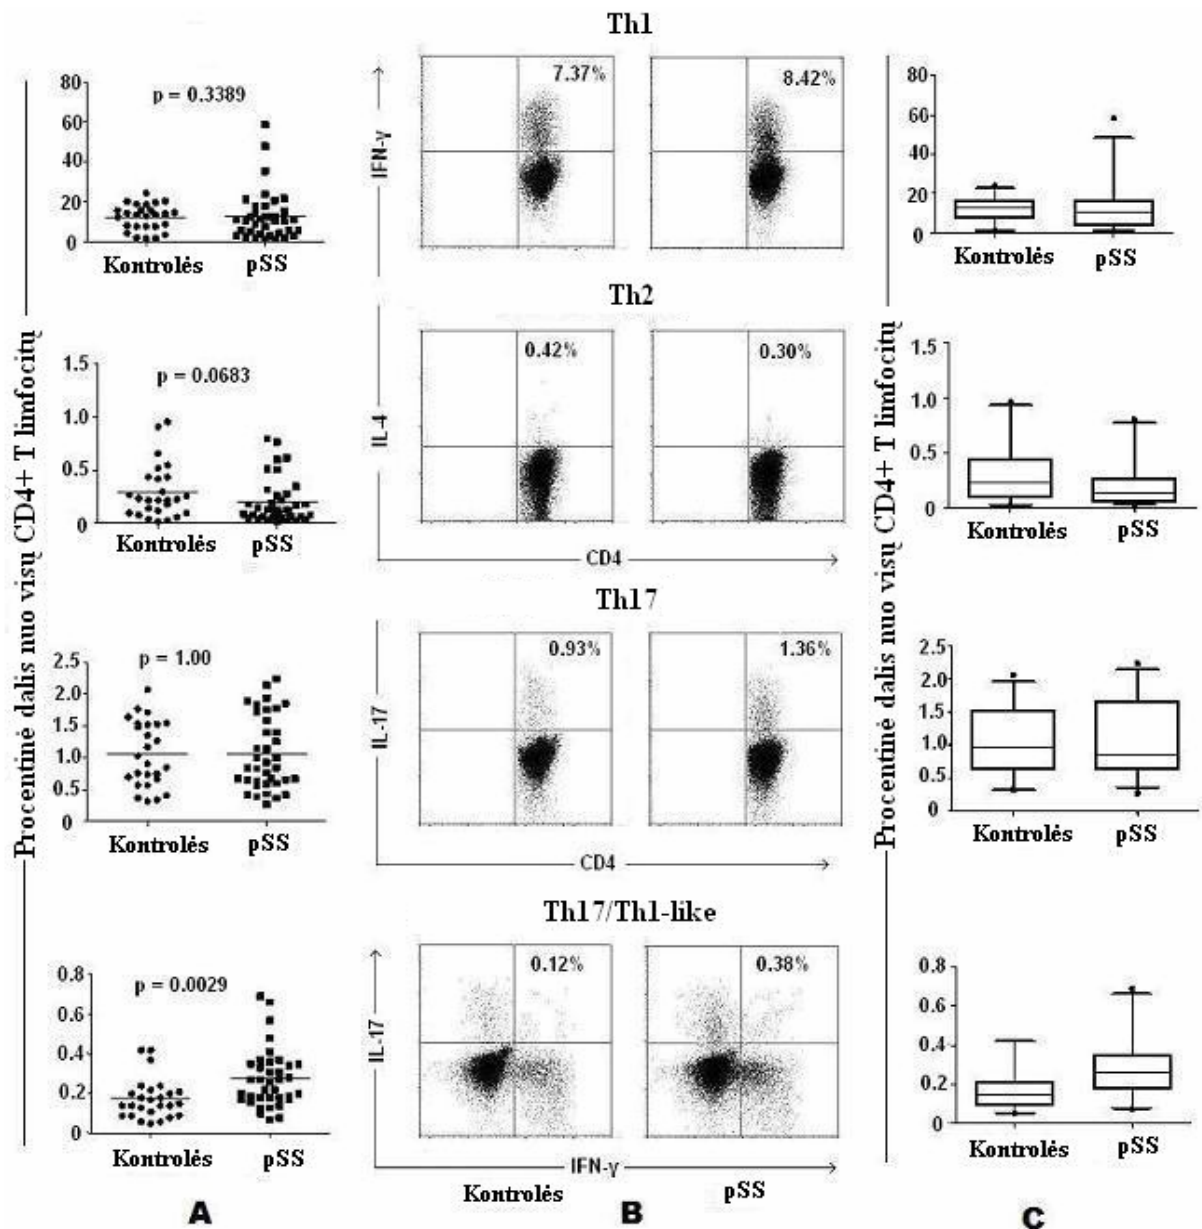 Th1
80
60
40
20
0
p = 0.3389
Kontrolės pSS
IFN-γ
7.37%
8.42%
80
60
40
20
0
Kontrolės pSS
Th2
1.5
1.0
0.5
0
p = 0.0683
Kontrolės pSS
IL-4
0.42%
0.30%
CD4
1.5
1.0
0.5
0
Kontrolės pSS
Procentinė dalis nuo visų CD4+ T limfocitų
Procentinė dalis nuo visų CD4+ T limfocitų
Th17
2.5
2.0
1.5
1.0
0.5
0
p = 1.00
Kontrolės pSS
IL-17
0.93%
1.36%
CD4
2.5
2.0
1.5
1.0
0.5
0
Kontrolės pSS
Th17/Th1-like
0.8
0.6
0.4
0.2
0
p = 0.0029
Kontrolės pSS
IL-17
0.12%
0.38%
IFN-γ
Kontrolės pSS
0.8
0.6
0.4
0.2
0
Kontrolės pSS
A B C